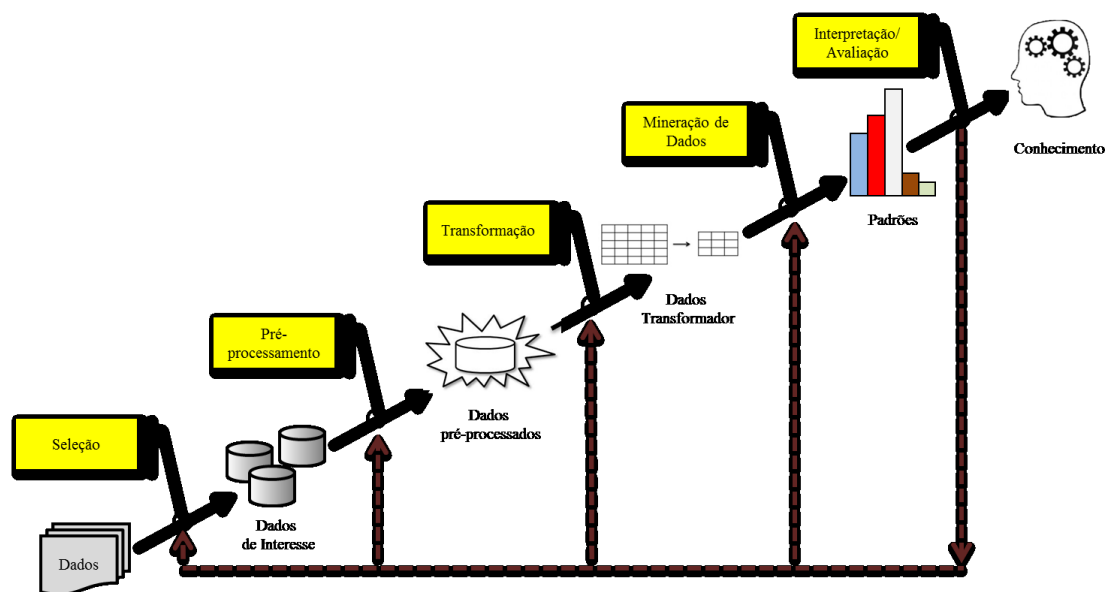 Interpretação/
Avaliação
Conhecimento
Mineração de
Dados
Padrões
Transformação
Dados
Transformador
Pré-
processamento
Dados
pré-processados
Seleção
Dados
de Interesse
Dados